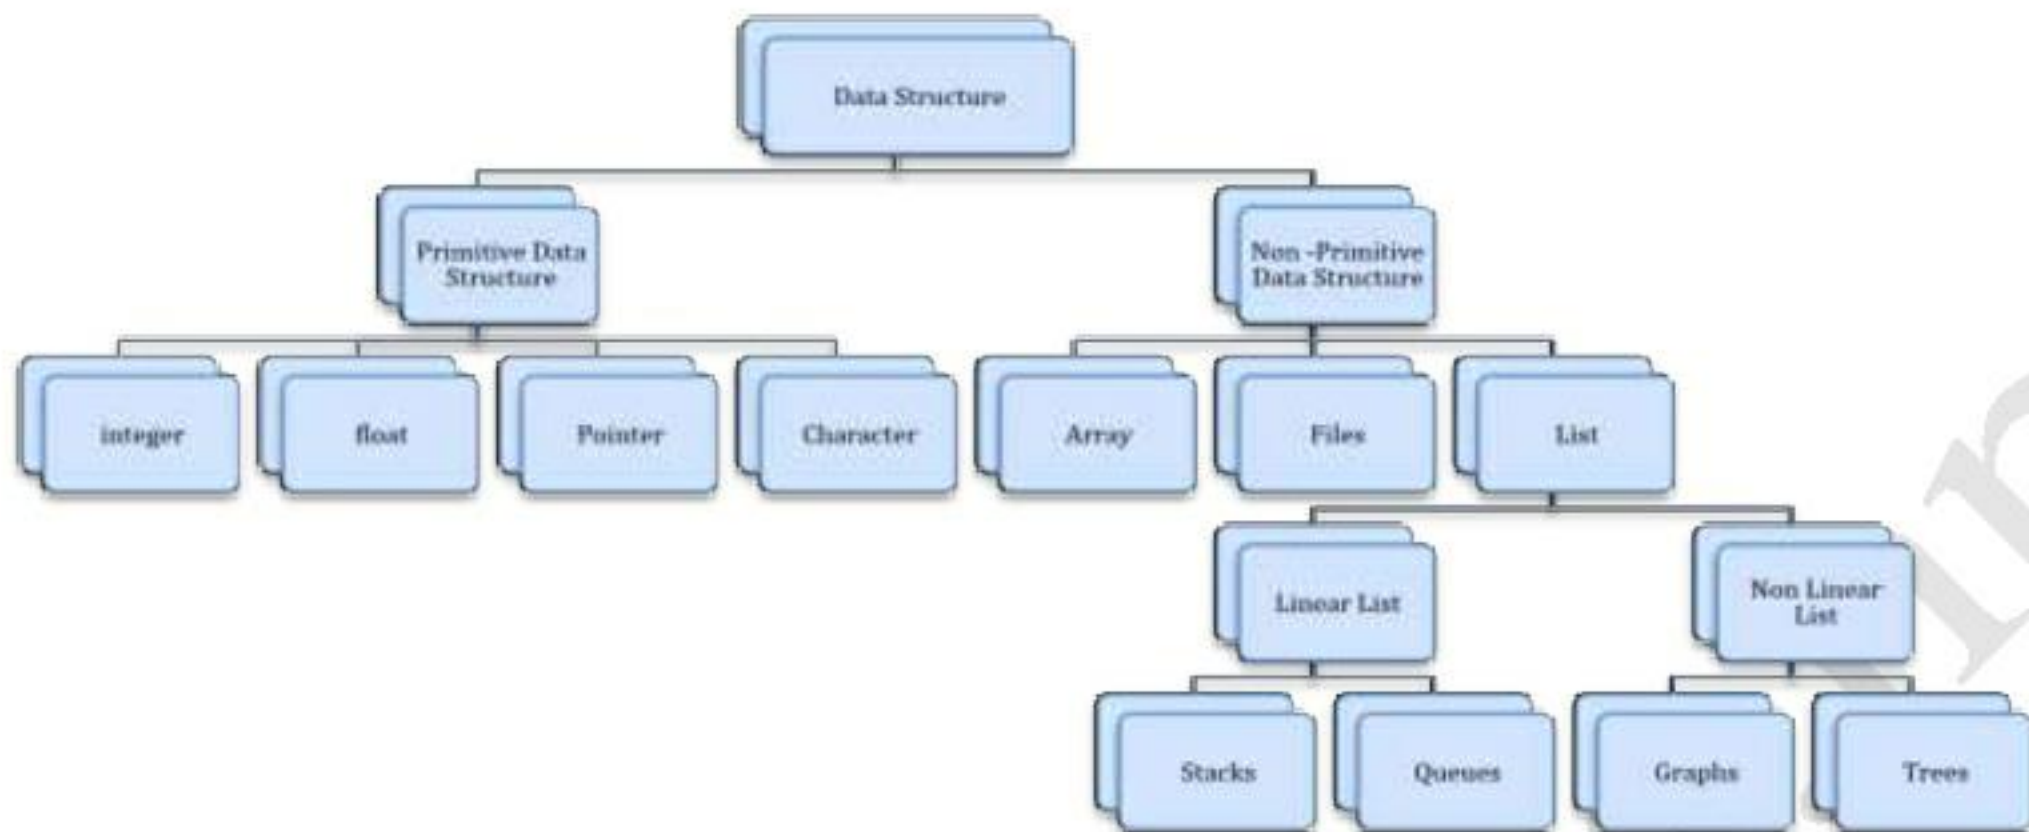 Data Structure
Primitive Data
Structure
Non -Primitive
Data Structure
integer
float
Pointer
Character
Array
Files
List
Linear List
Non Linear
List
Stacks
Queues
Graphs
Trees